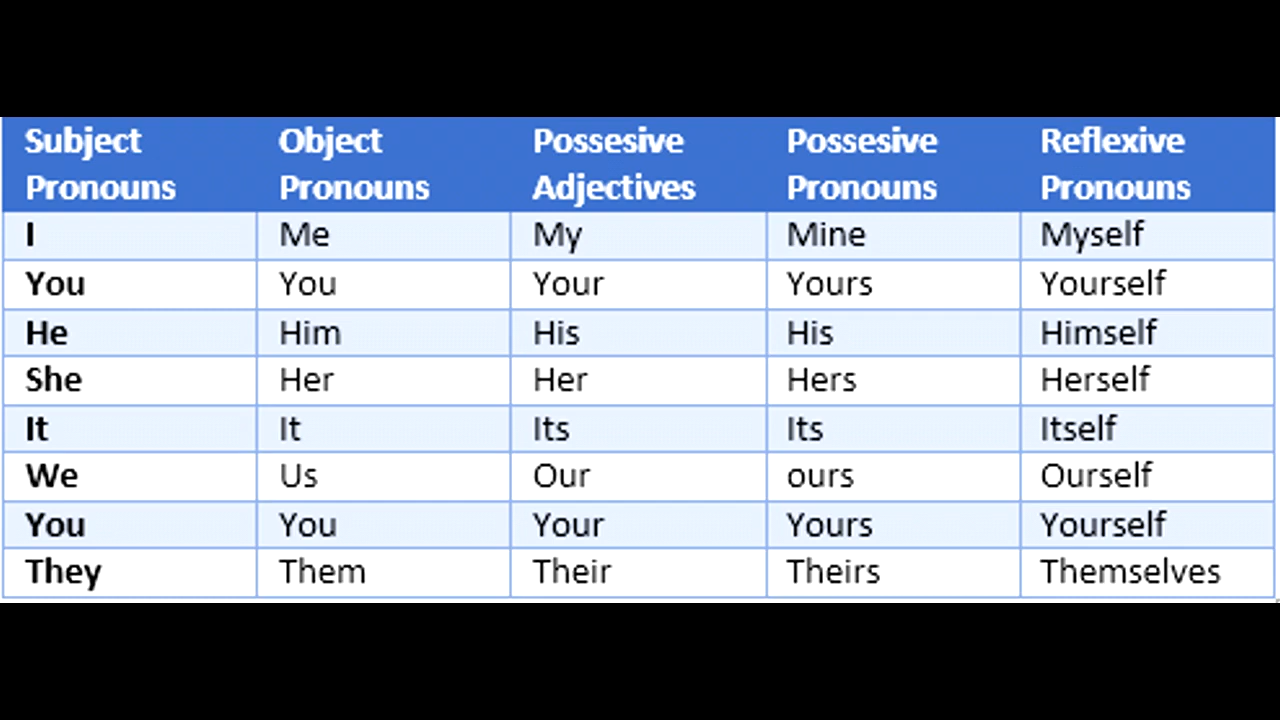 Subject Pronouns Object Pronouns Possesive Adjectives Possesive Pronouns Reflexive Pronouns
I Me My Mine Myself
You You Your Yours Yourself
He Him His His Himself
She Her Her Hers Herself
It It Its Its Itself
We Us Our ours Ourself
You You Your Yours Yourself
They Them Their Theirs Themselves